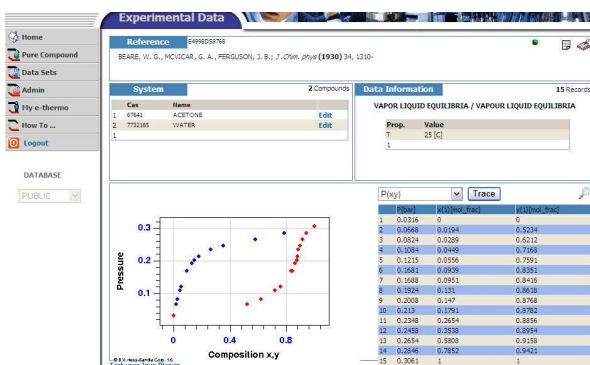 Experimental Data
Home
Pure Compound
Data Sets
Admin
My e-thermo
How To ...
Logout
DATABASE
PUBLIC
Reference E4998DS9768
BEARE, W. G., MCVICAR, G. A., FERGUSON, J. B.; J.Chim. phys (1930) 34, 1310-
System 2 Compounds
Cas Name
1 67641 ACETONE Edit
2 7732185 WATER Edit
1
Data Information 15 Records
VAPOR LIQUID EQUILIBRIA / VAPOUR LIQUID EQUILIBRIA
Prop. Value
T 25 [C]
1
P(xy) Trace
P[bar] x(1)[mol_frac] y(1)[mol_frac]
1 0.0316 0 0
2 0.0668 0.0194 0.5234
3 0.0824 0.0289 0.6212
4 0.1084 0.0449 0.7168
5 0.1215 0.0556 0.7591
6 0.1681 0.0939 0.8351
7 0.1688 0.0951 0.8416
8 0.1924 0.131 0.8618
9 0.2008 0.147 0.8768
10 0.213 0.1791 0.8782
11 0.2348 0.2654 0.8856
12 0.2458 0.3538 0.8954
13 0.2654 0.5808 0.9158
14 0.2846 0.7852 0.9421
15 0.3061 1 1
Pressure
0.3
0.2
0.1
0 0.4 0.8
Composition x,y